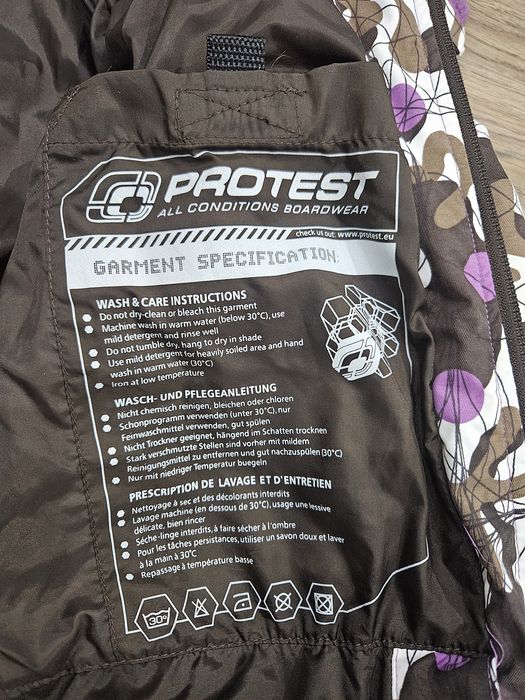 PROTEST
ALL CONDITIONS BOARDWEAR
check us out: www.protest.eu
GARMENT SPECIFICATION:
WASH & CARE INSTRUCTIONS
Do not dry-clean or bleach this garment
Machine wash in warm water (below 30°C), use
mild detergent and rinse well
Do not tumble dry, hang to dry in shade
Use mild detergent for heavily soiled area and hand
wash in warm water (30°C)
Iron at low temperature
WASCH- UND PFLEGEANLEITUNG
Nicht chemisch reinigen, bleichen oder chloren
Schonprogramm verwenden (unter 30°C), nur
Feinwaschmittel verwenden, gut spülen
Nicht Trockner geeignet, hängend im Schatten trocknen
Stark verschmutzte Stellen sind vorher mit mildem
Reinigungsmittel zu entfernen und gut nachzuspülen (30°C)
Nur mit niedriger Temperatur buegeln
PRESCRIPTION DE LAVAGE ET D'ENTRETIEN
Nettoyage à sec et des décolorants interdits
Lavage machine (en dessous de 30°C), usage une lessive
délicate, bien rincer
Séche-linge interdits, à faire sécher à l'ombre
Pour les tâches persistances, utiliser un savon doux et laver
à la main à 30°C
Repassage à température basse
30°